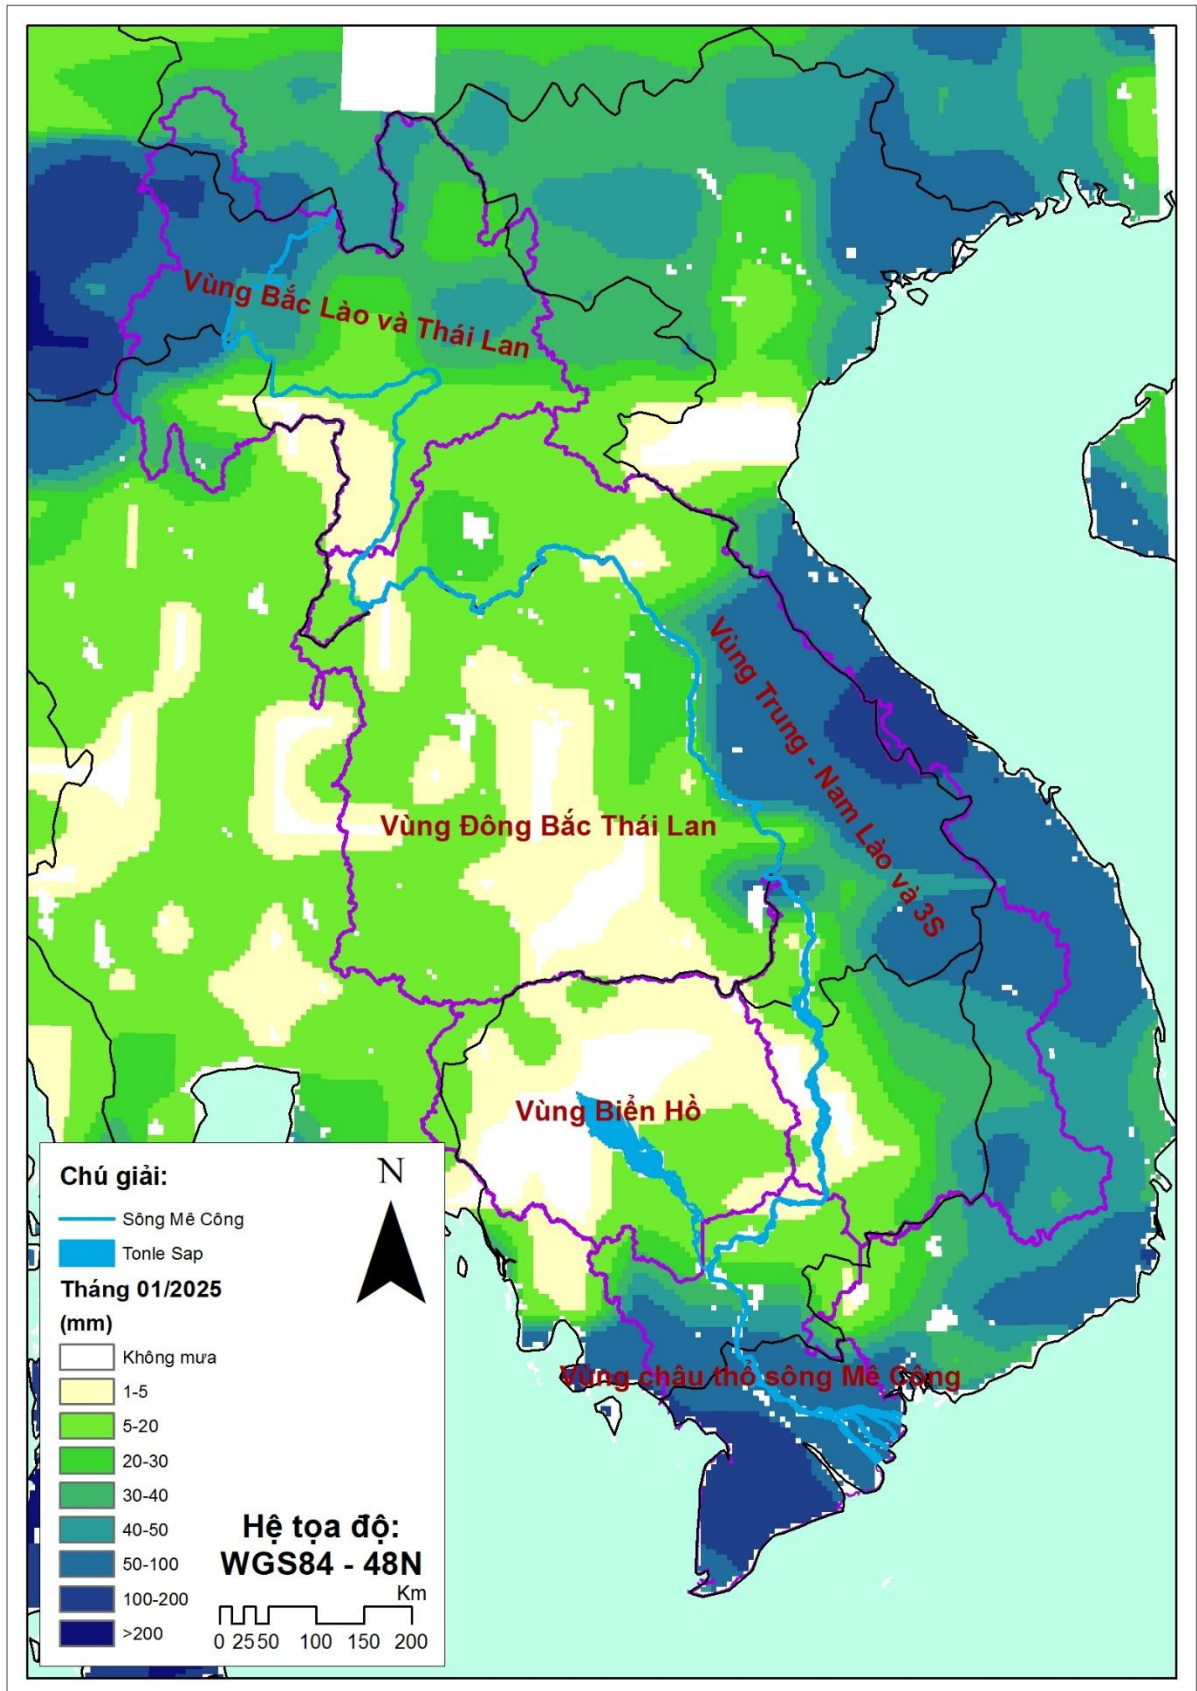 Vùng Bắc Lào và Thái Lan
Vùng Trung - Nam Lào và 3S
Vùng Đông Bắc Thái Lan
Vùng Biển Hồ
Vùng châu thổ sông Mê Công
Chú giải:
N
Sông Mê Công
Tonle Sap
Tháng 01/2025
(mm)
Không mưa
1-5
5-20
20-30
30-40
40-50
50-100
100-200
>200
Hệ tọa độ:
WGS84 - 48N
Km
0 25 50 100 150 200